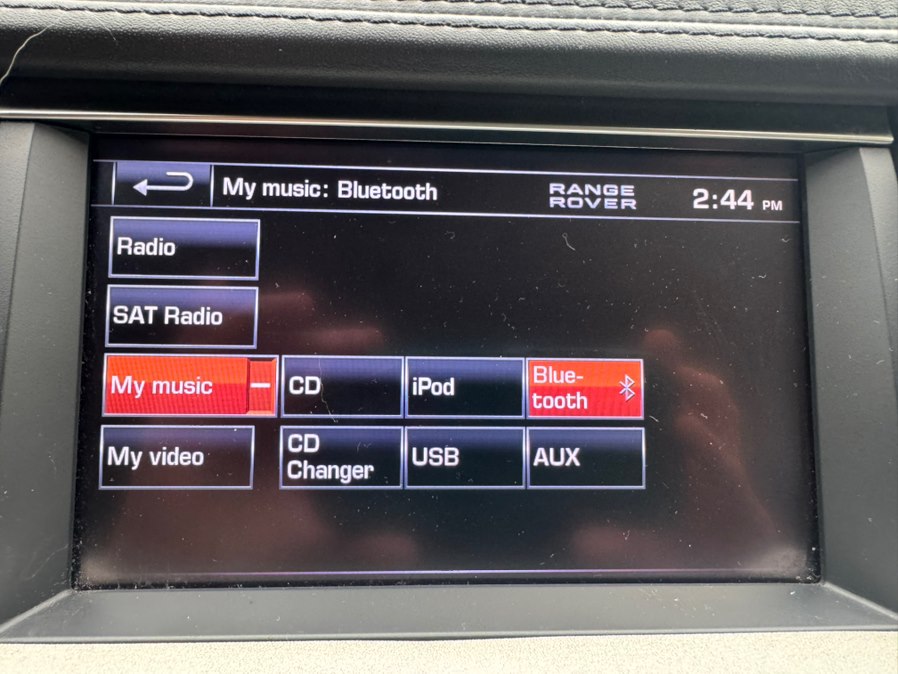 My music: Bluetooth
RANGE
ROVER
2:44 PM
Radio
SAT Radio
My music
CD
iPod
Blue-
tooth
My video
CD
Changer
USB
AUX